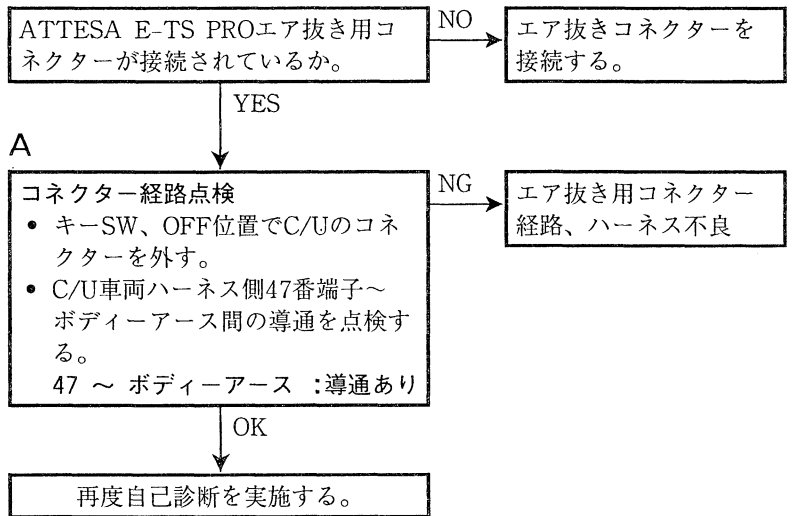 ATTESA E-TS PROエア抜き用コ
ネクターが接続されているか。
NO
エア抜きコネクターを
接続する。
YES
A
コネクター経路点検
• キーSW、OFF位置でC/Uのコネ
クターを外す。
• C/U車両ハーネス側47番端子～
ボディーアース間の導通を点検す
る。
47 ～ ボディーアース :導通あり
NG
エア抜き用コネクター
経路、ハーネス不良
OK
再度自己診断を実施する。